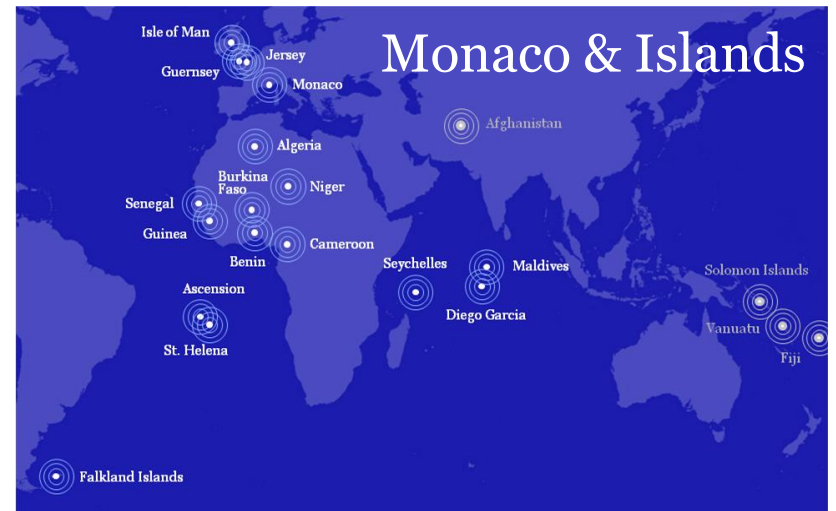 Monaco & Islands
Isle of Man
Jersey
Guernsey
Monaco
Afghanistan
Algeria
Burkina
Faso
Niger
Senegal
Guinea
Cameroon
Benin
Seychelles
Maldives
Solomon Islands
Ascension
Diego Garcia
Vanuatu
St. Helena
Fiji
Falkland Islands